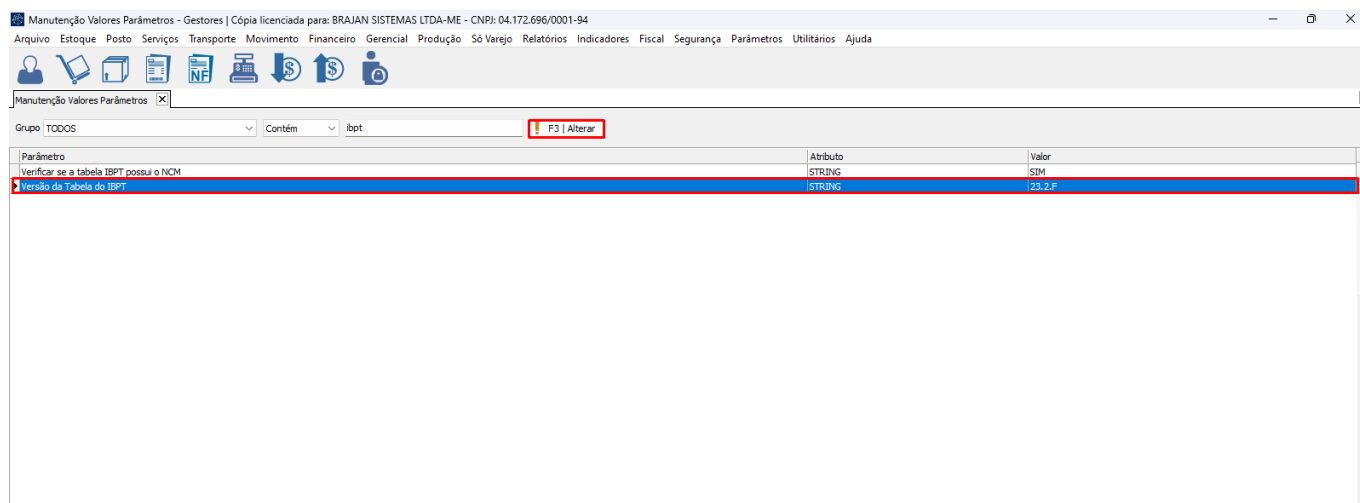 Manutenção Valores Parâmetros - Gestores | Cópia licenciada para: BRAJAN SISTEMAS LTDA-ME - CNPJ: 04.172.696/0001-94
Arquivo Estoque Posto Serviços Transporte Movimento Financeiro Gerencial Produção Só Varejo Relatórios Indicadores Fiscal Segurança Parâmetros Utilitários Ajuda
NF $ $
Manutenção Valores Parâmetros X
Grupo TODOS Contém ibpt F3 | Alterar
Parâmetro Atributo Valor
Verificar se a tabela IBPT possui o NCM STRING SIM
Versão da Tabela do IBPT STRING 23.2.F